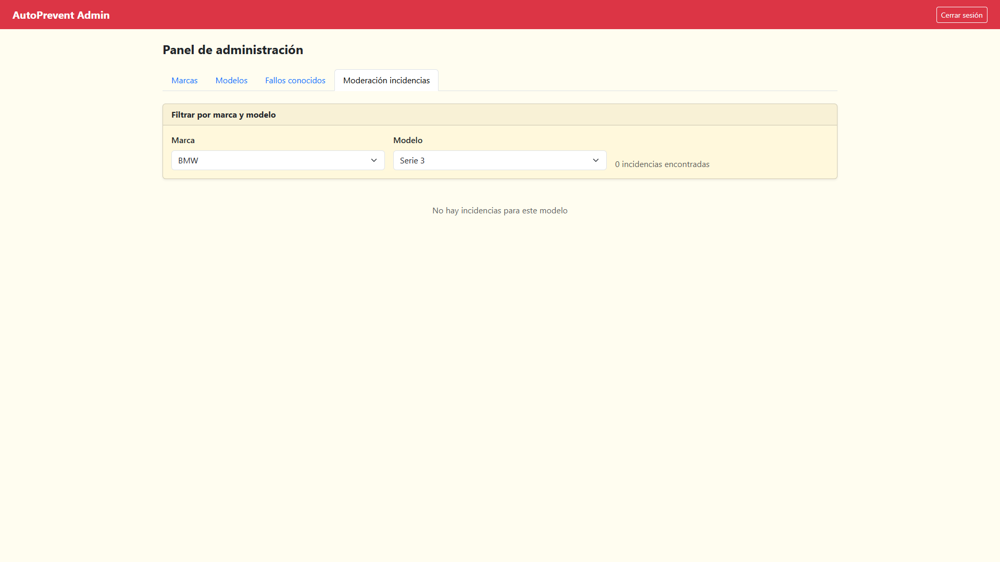 AutoPrevent Admin
Cerrar sesión
Panel de administración
Marcas
Modelos
Fallos conocidos
Moderación incidencias
Filtrar por marca y modelo
Marca
Modelo
BMW
Serie 3
0 incidencias encontradas
No hay incidencias para este modelo